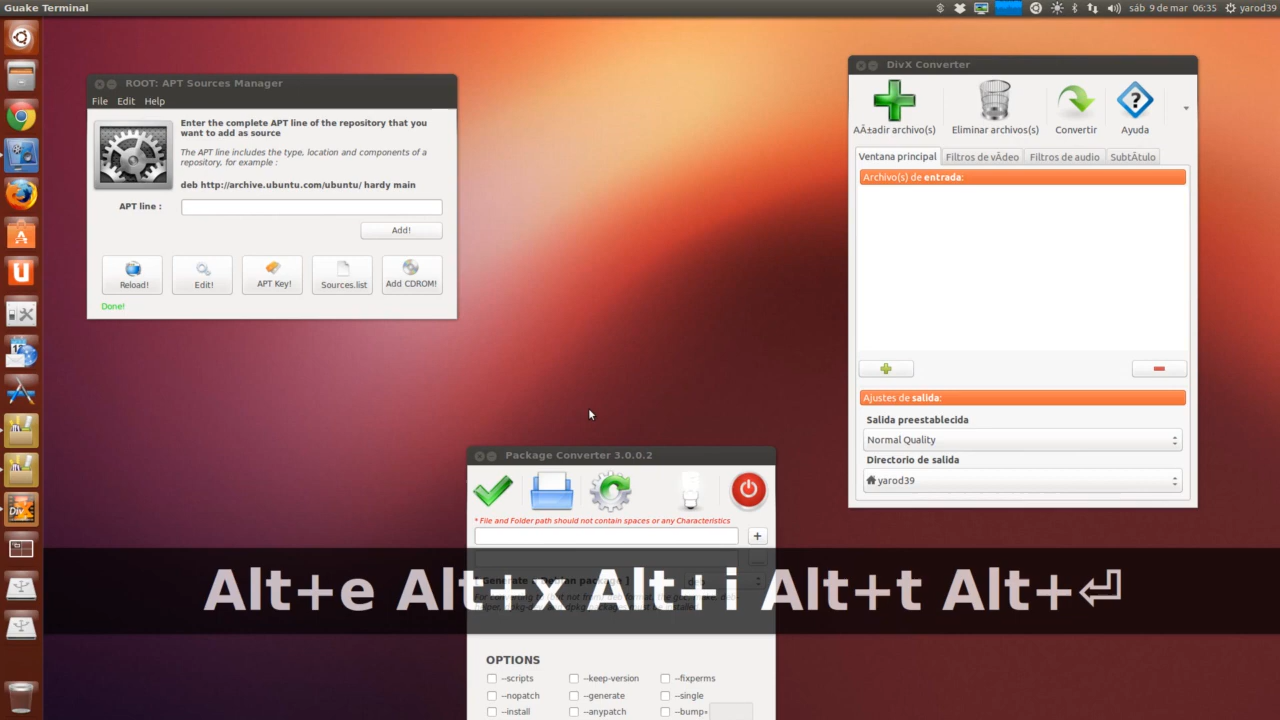 Guake Terminal
sáb 9 de mar 06:35 yarod39
ROOT: APT Sources Manager
File Edit Help
Enter the complete APT line of the repository that you
want to add as source
The APT line includes the type, location and components of a
repository, for example :
deb http://archive.ubuntu.com/ubuntu/ hardy main
APT line :
Add!
Reload! Edit! APT Key! Sources.list Add CDROM!
Done!
DivX Converter
AÃ±adir archivo(s) Eliminar archivos(s) Convertir Ayuda
Ventana principal Filtros de vÃdeo Filtros de audio SubtÃtulo
Archivo(s) de entrada:
Ajustes de salida:
Salida preestablecida
Normal Quality
Directorio de salida
yarod39
Package Converter 3.0.0.2
* File and Folder path should not contain spaces or any Characteristics
+
Alt+e Alt+x Alt+i Alt+t Alt+⏎
OPTIONS
--scripts --keep-version --fixperms
--nopatch --generate --single
--install --anypatch --bump=